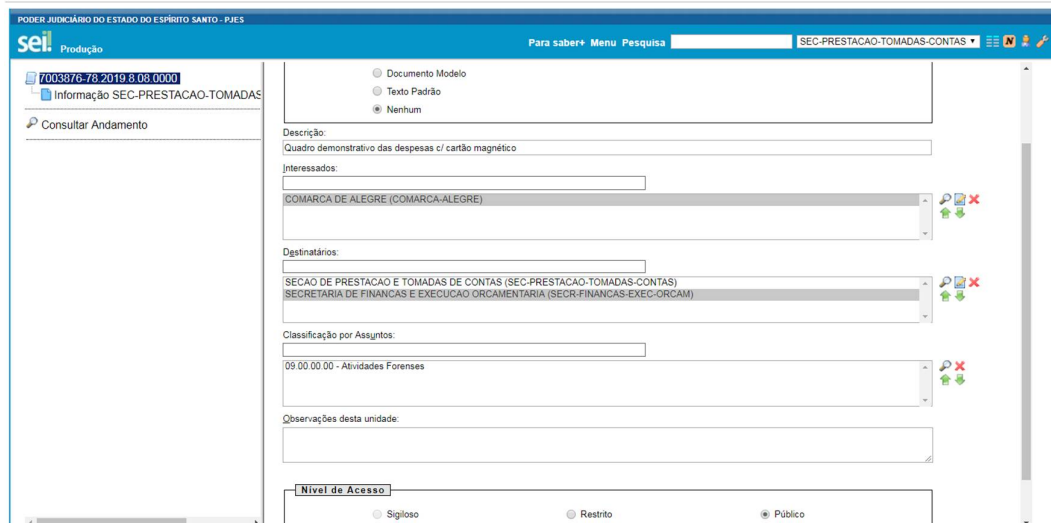 PODER JUDICIÁRIO DO ESTADO DO ESPÍRITO SANTO - PJES
sei! Produção
Para saber+ Menu Pesquisa
SEC-PRESTACAO-TOMADAS-CONTAS
N
7003876-78.2019.8.08.0000
Informação SEC-PRESTACAO-TOMADAS
Consultar Andamento
Documento Modelo
Texto Padrão
Nenhum
Descrição:
Quadro demonstrativo das despesas c/ cartão magnético
Interessados:
COMARCA DE ALEGRE (COMARCA-ALEGRE)
Destinatários:
SECAO DE PRESTACAO E TOMADAS DE CONTAS (SEC-PRESTACAO-TOMADAS-CONTAS)
SECRETARIA DE FINANCAS E EXECUCAO ORCAMENTARIA (SECR-FINANCAS-EXEC-ORCAM)
Classificação por Assuntos:
09.00.00.00 - Atividades Forenses
Observações desta unidade:
Nível de Acesso
Sigiloso Restrito Público